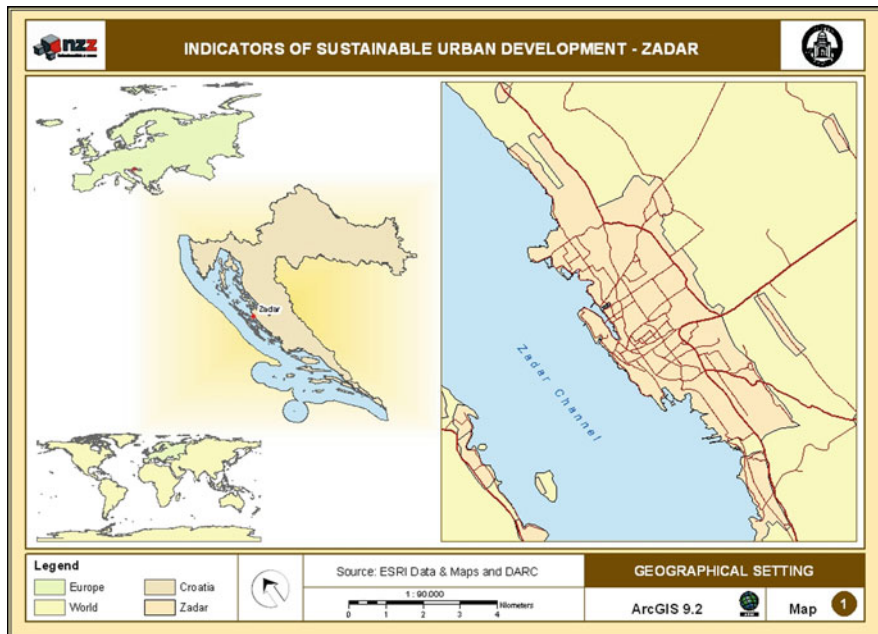 nzz
INDICATORS OF SUSTAINABLE URBAN DEVELOPMENT - ZADAR
Zadar
Zadar Channel
Legend
Europe
Croatia
World
Zadar
Source: ESRI Data & Maps and DARC
1 : 90.000
Kilometers
0 1 2 3 4
GEOGRAPHICAL SETTING
ArcGIS 9.2
Map 1